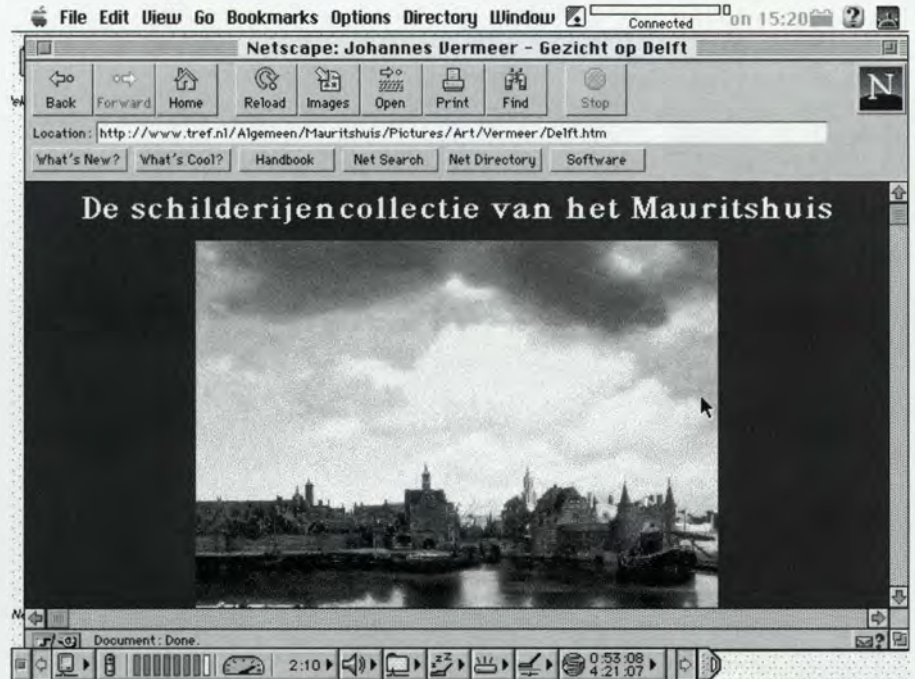 File Edit View Go Bookmarks Options Directory Window Connected on 15:20
Netscape: Johannes Vermeer - Gezicht op Delft
Back Forward Home Reload Images Open Print Find Stop
N
Location: http://www.tref.nl/Algemeen/Mauritshuis/Pictures/Art/Vermeer/Delft.htm
What's New? What's Cool? Handbook Net Search Net Directory Software
De schilderijencollectie van het Mauritshuis
Document: Done.
2:10 0:53:08
4:21:07